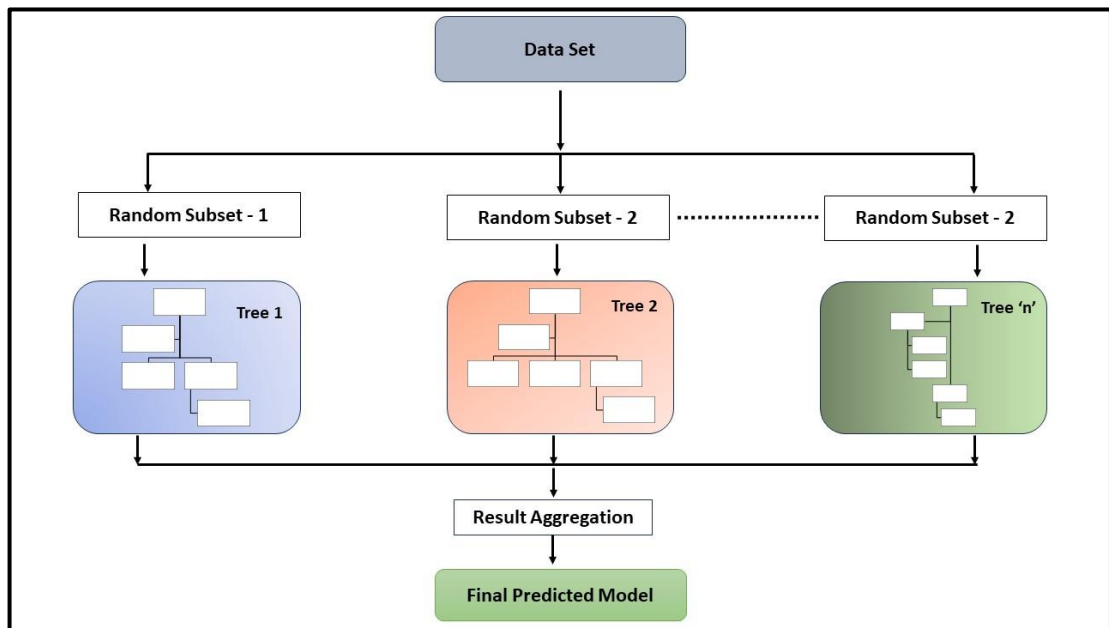 Data Set
Random Subset - 1
Random Subset - 2
Random Subset - 2
Tree 1
Tree 2
Tree ‘n’
Result Aggregation
Final Predicted Model